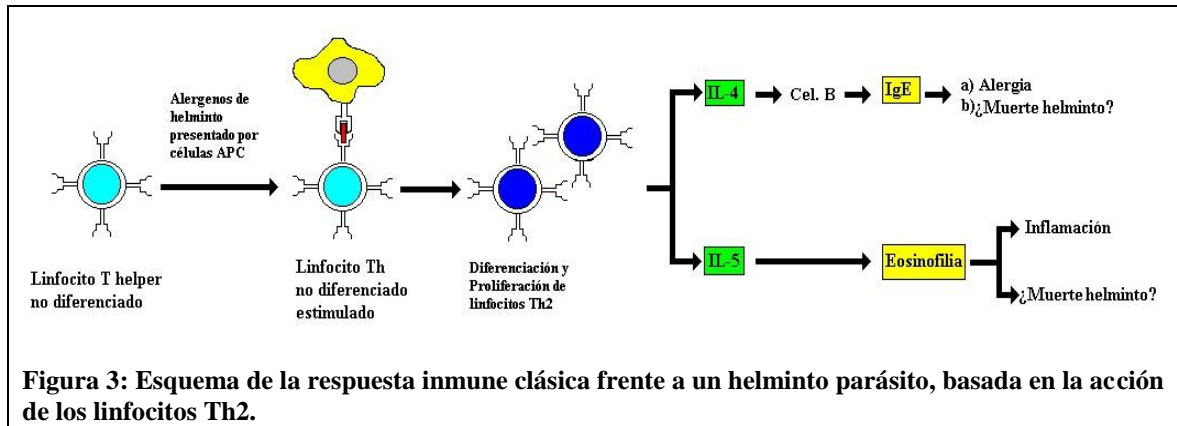 Alergenos de
helminto
presentado por
células APC
Linfocito T helper
no diferenciado
Linfocito Th
no diferenciado
estimulado
Diferenciación y
Proliferación de
linfocitos Th2
IL-4
Cel. B
IgE
a) Alergia
b)¿Muerte helminto?
IL-5
Eosinofilia
Inflamación
¿Muerte helminto?
Figura 3: Esquema de la respuesta inmune clásica frente a un helminto parásito, basada en la acción
de los linfocitos Th2.